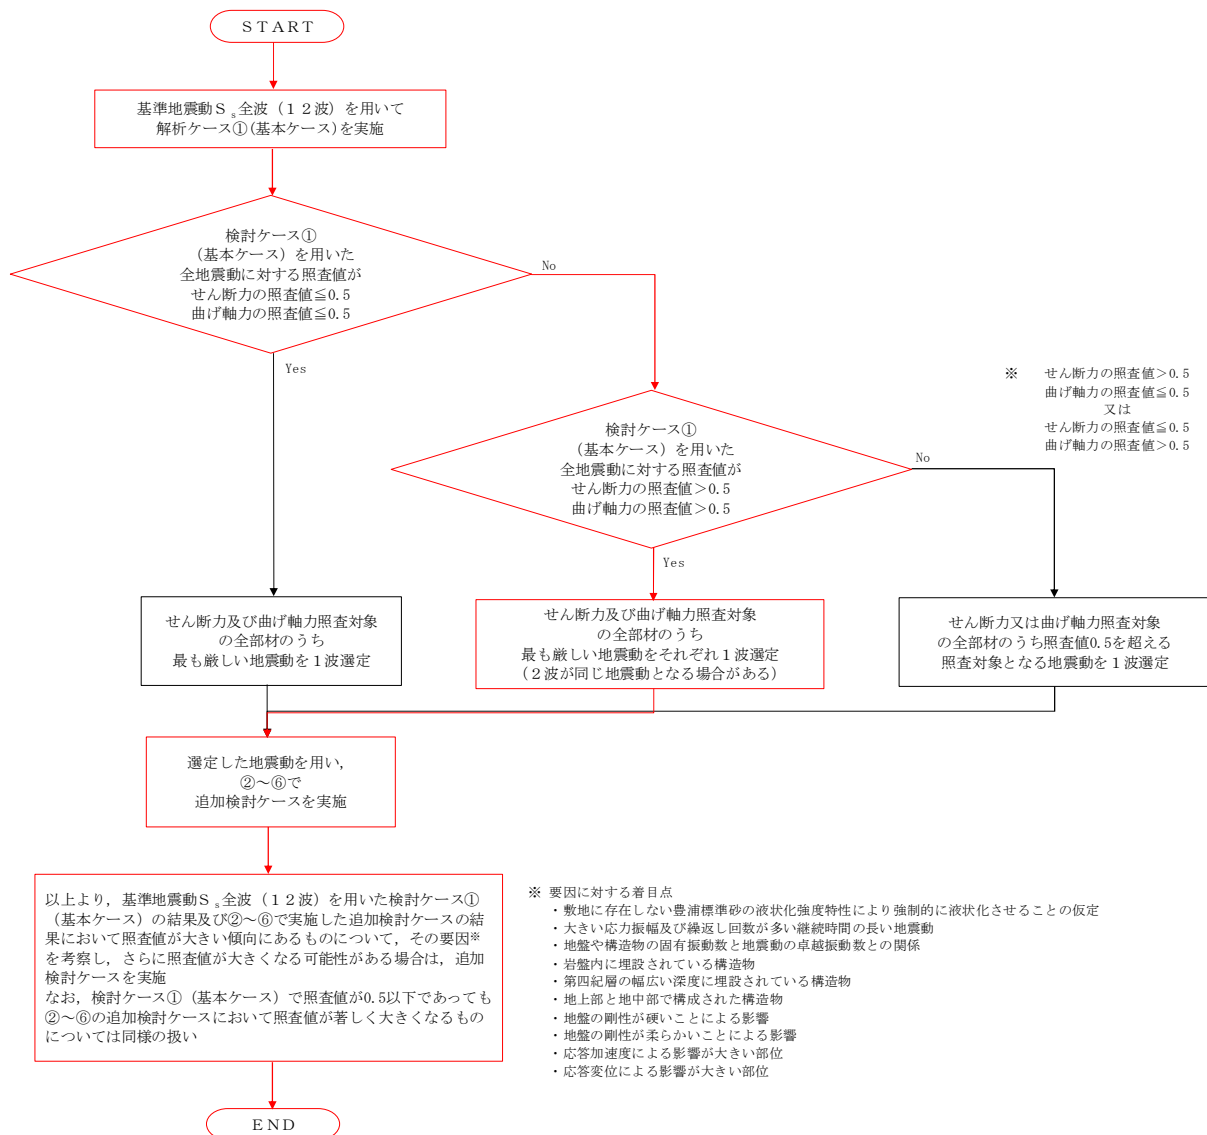 ＳＴＡＲＴ
基準地震動Ｓs全波（１２波）を用いて
解析ケース①(基本ケース)を実施
検討ケース①
（基本ケース）を用いた
全地震動に対する照査値が
せん断力の照査値≦0.5
曲げ軸力の照査値≦0.5
No
Yes
※　せん断力の照査値＞0.5
曲げ軸力の照査値≦0.5
又は
せん断力の照査値≦0.5
曲げ軸力の照査値＞0.5
検討ケース①
（基本ケース）を用いた
全地震動に対する照査値が
せん断力の照査値＞0.5
曲げ軸力の照査値＞0.5
No
Yes
せん断力及び曲げ軸力照査対象
の全部材のうち
最も厳しい地震動を１波選定
せん断力及び曲げ軸力照査対象
の全部材のうち
最も厳しい地震動をそれぞれ１波選定
（２波が同じ地震動となる場合がある）
せん断力又は曲げ軸力照査対象
の全部材のうち照査値0.5を超える
照査対象となる地震動を１波選定
選定した地震動を用い，
②～⑥で
追加検討ケースを実施
以上より，基準地震動Ｓs全波（１２波）を用いた検討ケース①
（基本ケース）の結果及び②～⑥で実施した追加検討ケースの結
果において照査値が大きい傾向にあるものについて，その要因※
を考察し，さらに照査値が大きくなる可能性がある場合は，追加
検討ケースを実施
なお，検討ケース①（基本ケース）で照査値が0.5以下であっても
②～⑥の追加検討ケースにおいて照査値が著しく大きくなるもの
については同様の扱い
※ 要因に対する着目点
・敷地に存在しない豊浦標準砂の液状化強度特性により強制的に液状化させることの仮定
・大きい応力振幅及び繰返し回数が多い継続時間の長い地震動
・地盤や構造物の固有振動数と地震動の卓越振動数との関係
・岩盤内に埋設されている構造物
・第四紀層の幅広い深度に埋設されている構造物
・地上部と地中部で構成された構造物
・地盤の剛性が硬いことによる影響
・地盤の剛性が柔らかいことによる影響
・応答加速度による影響が大きい部位
・応答変位による影響が大きい部位
ＥＮＤ